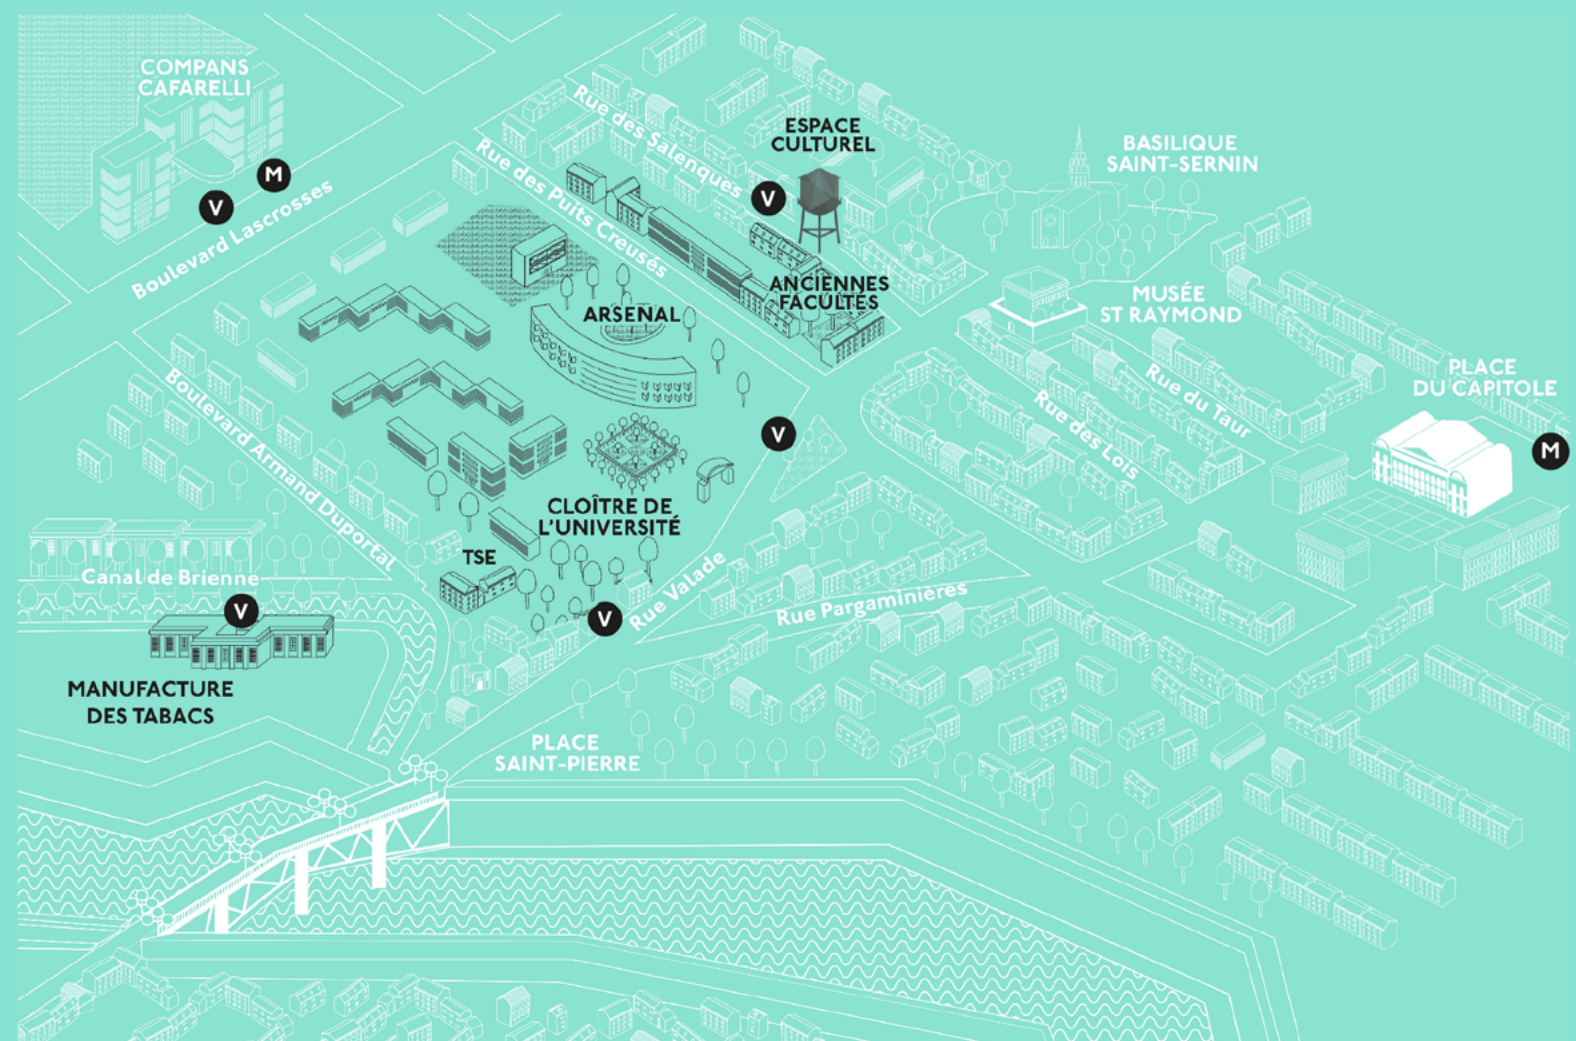 COMPANS
CAFARELLI
M
V
Boulevard Lascrosses
Rue des Salenques
Rue des Puits Creusés
ESPACE
CULTUREL
V
BASILIQUE
SAINT-SERNIN
ANCIENNES
FACULTÉS
ARSENAL
MUSÉE
ST RAYMOND
PLACE
DU CAPITOLE
M
Rue du Taur
Rue des Lois
V
Boulevard Armand Duportal
CLOÎTRE DE
L'UNIVERSITÉ
TSE
Canal de Brienne
V
V
Rue Valade
Rue Pargaminières
MANUFACTURE
DES TABACS
PLACE
SAINT-PIERRE